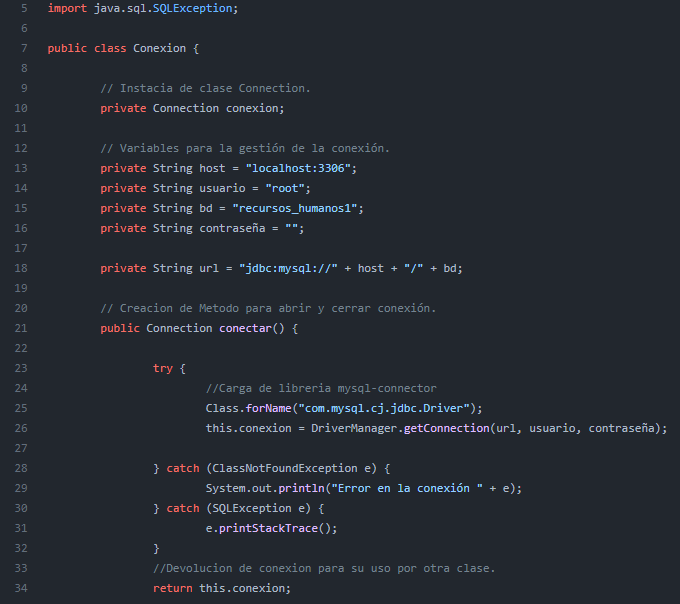 5 import java.sql.SQLException;
6
7 public class Conexion {
8
9 // Instacia de clase Connection.
10 private Connection conexion;
11
12 // Variables para la gestión de la conexión.
13 private String host = "localhost:3306";
14 private String usuario = "root";
15 private String bd = "recursos_humanos1";
16 private String contraseña = "";
17
18 private String url = "jdbc:mysql://" + host + "/" + bd;
19
20 // Creacion de Metodo para abrir y cerrar conexión.
21 public Connection conectar() {
22
23 try {
24 //Carga de libreria mysql-connector
25 Class.forName("com.mysql.cj.jdbc.Driver");
26 this.conexion = DriverManager.getConnection(url, usuario, contraseña);
27
28 } catch (ClassNotFoundException e) {
29 System.out.println("Error en la conexión " + e);
30 } catch (SQLException e) {
31 e.printStackTrace();
32 }
33 //Devolucion de conexion para su uso por otra clase.
34 return this.conexion;